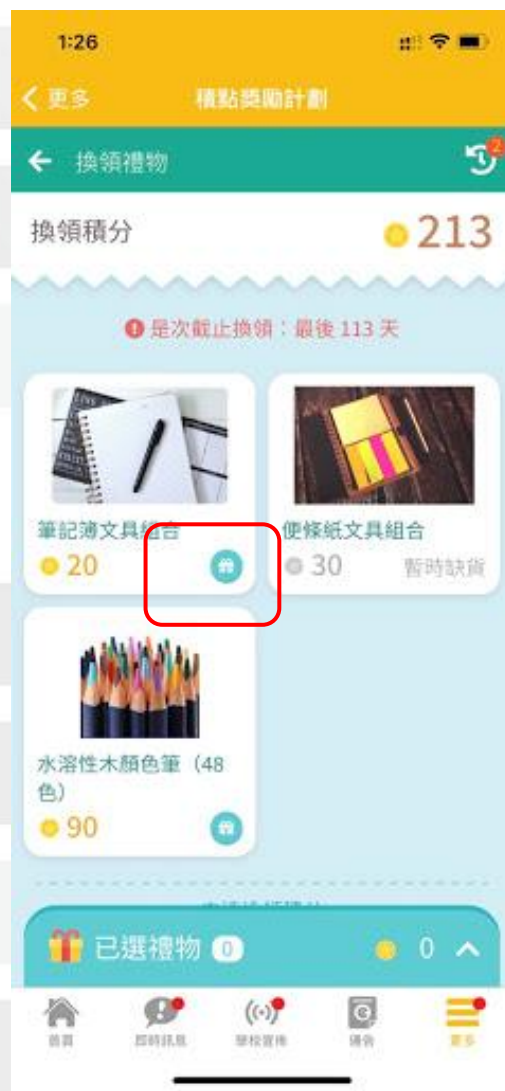 1:26
更多 積點獎勵計劃
換領禮物 2
換領積分 213
是次截止換領：最後 113 天
筆記簿文具組合
20
便條紙文具組合
30 暫時缺貨
水溶性木顏色筆（48
色）
90
已選禮物 0 0
首頁 即時訊息 學校宣佈 通告 更多